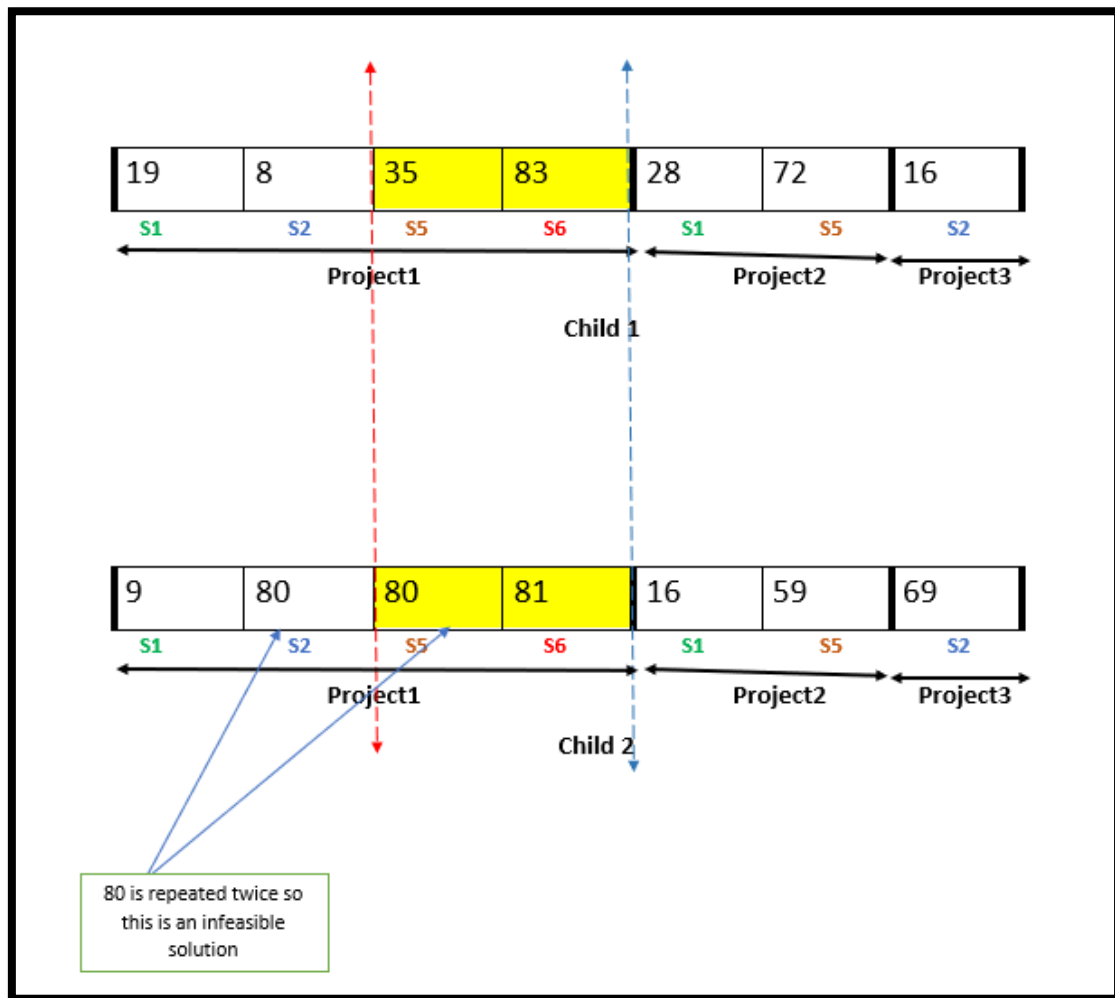 19 8 35 83 28 72 16
S1 S2 S5 S6 S1 S5 S2
Project1 Project2 Project3
Child 1
9 80 80 81 16 59 69
S1 S2 S5 S6 S1 S5 S2
Project1 Project2 Project3
Child 2
80 is repeated twice so
this is an infeasible
solution